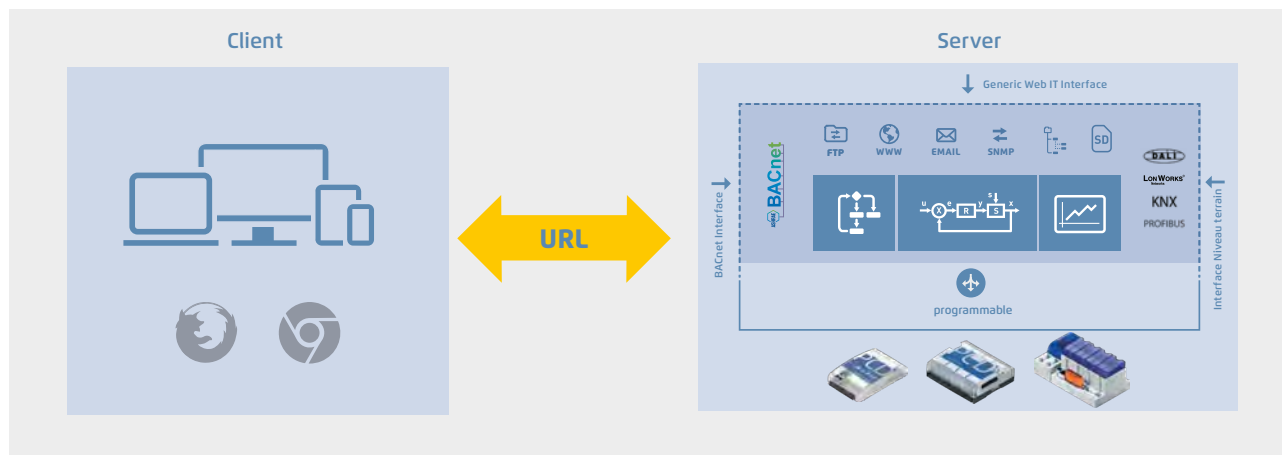 Client
Server
Generic Web IT Interface
FTP
WWW
EMAIL
SNMP
SD
BACnet
BACnet Interface
DALI
LONWORKS®
Networks
KNX
PROFIBUS
Interface Niveau terrain
u
e
y
s
x
X
R
S
URL
programmable